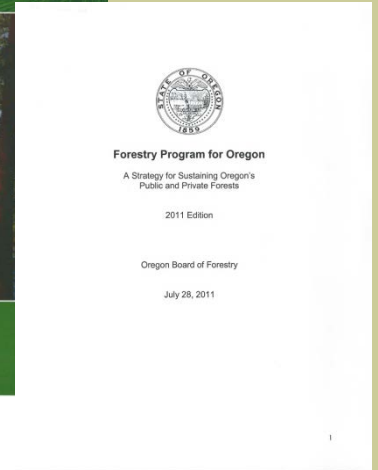 STATE OF OREGON
1859
Forestry Program for Oregon
A Strategy for Sustaining Oregon's
Public and Private Forests
2011 Edition
Oregon Board of Forestry
July 28, 2011
1